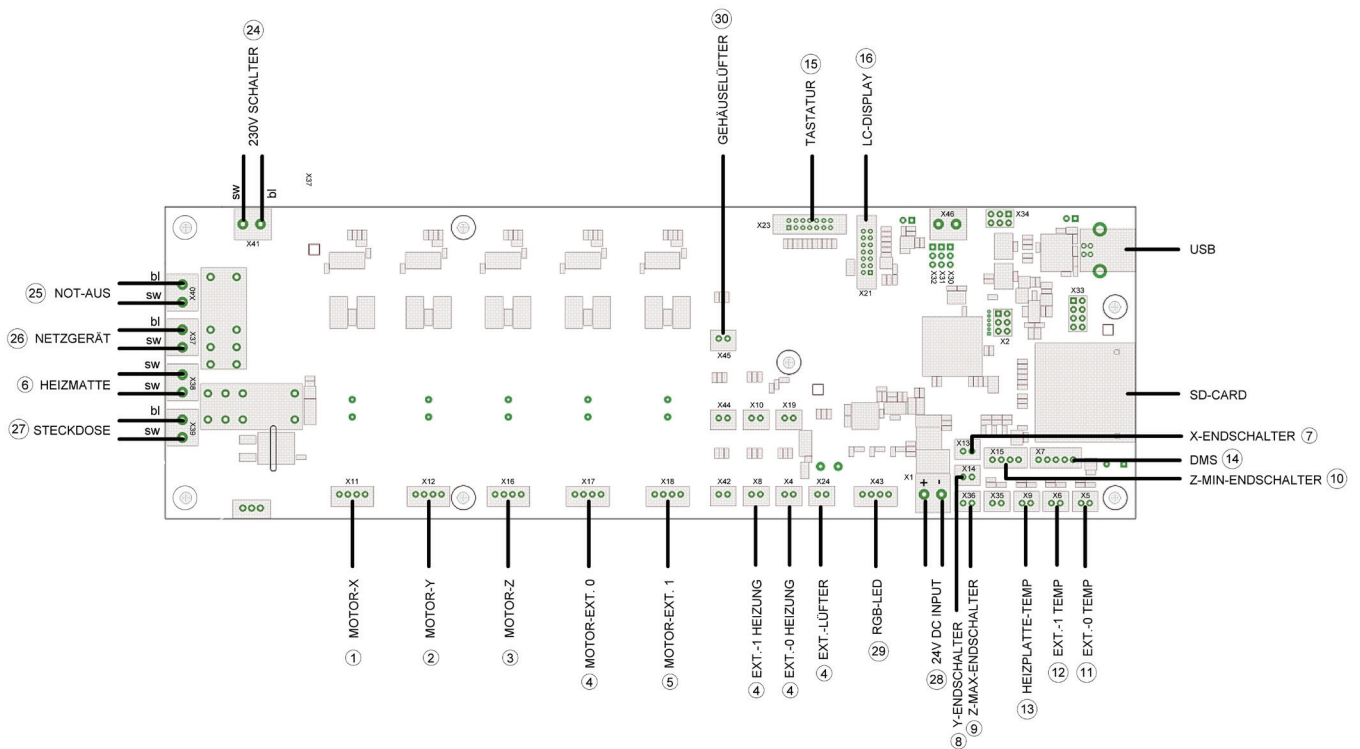 24
230V SCHALTER
sw
bl
X37
X41
30
GEHÄUSELÜFTER
15
TASTATUR
16
LC-DISPLAY
X23
X21
X46
X34
X32
X31
X30
USB
X33
X2
25 NOT-AUS
bl
sw
X40
26 NETZGERÄT
bl
sw
X37
6 HEIZMATTE
sw
sw
X38
27 STECKDOSE
bl
sw
X39
X45
X44
X10
X19
SD-CARD
X-ENDSCHALTER 7
DMS 14
Z-MIN-ENDSCHALTER 10
X13
X15
X7
X14
X1
+
-
X11
X12
X16
X17
X18
X42
X8
X4
X24
X43
X36
X35
X9
X6
X5
1 MOTOR-X
2 MOTOR-Y
3 MOTOR-Z
4 MOTOR-EXT. 0
5 MOTOR-EXT. 1
4 EXT.-1 HEIZUNG
4 EXT.-0 HEIZUNG
4 EXT.-LÜFTER
29 RGB-LED
28 24V DC INPUT
8 Y-ENDSCHALTER
9 Z-MAX-ENDSCHALTER
13 HEIZPLATTE-TEMP
12 EXT.-1 TEMP
11 EXT.-0 TEMP